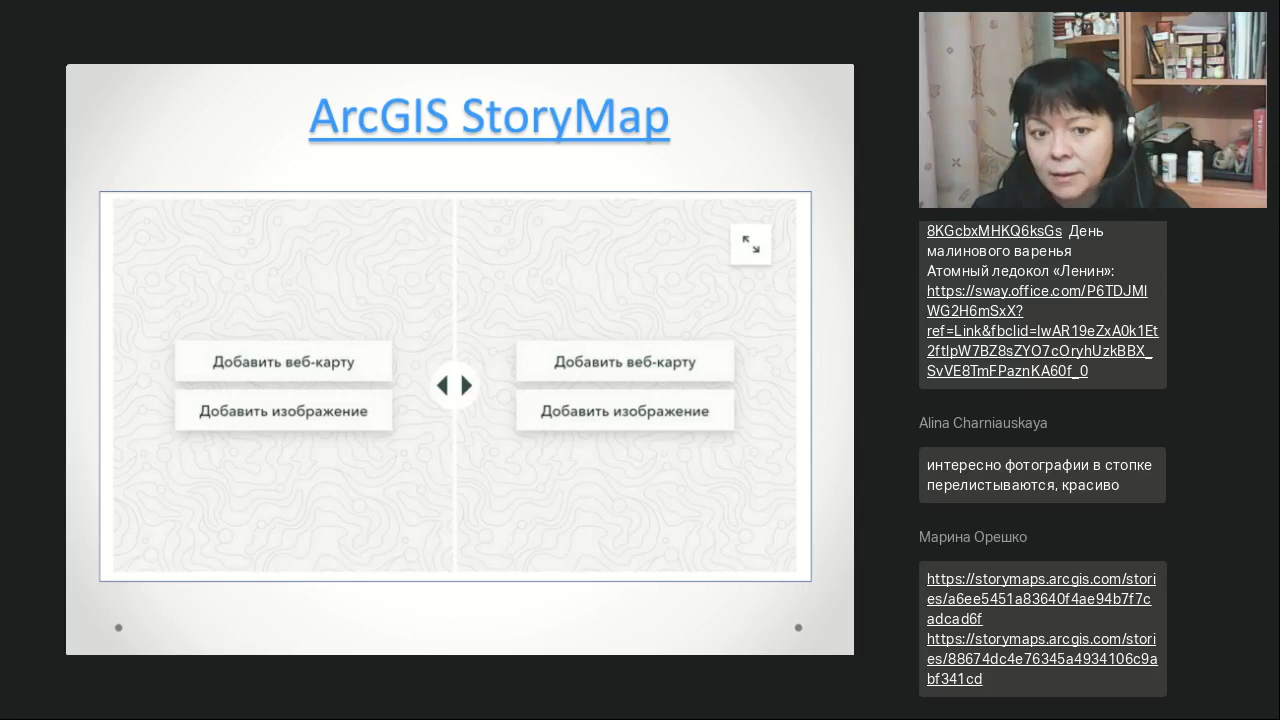 ArcGIS StoryMap
Добавить веб-карту
Добавить изображение
Добавить веб-карту
Добавить изображение
8KGcbxMHKQ6ksGs День
малинового варенья
Атомный ледокол «Ленин»:
https://sway.office.com/P6TDJMl
WG2H6mSxX?
ref=Link&fbclid=IwAR19eZxA0k1Et
2ftlpW7BZ8sZYO7cOryhUzkBBX_
SvVE8TmFPaznKA60f_0
Alina Charniauskaya
интересно фотографии в стопке
перелистываются, красиво
Марина Орешко
https://storymaps.arcgis.com/stori
es/a6ee5451a83640f4ae94b7f7c
adcad6f
https://storymaps.arcgis.com/stori
es/88674dc4e76345a4934106c9a
bf341cd